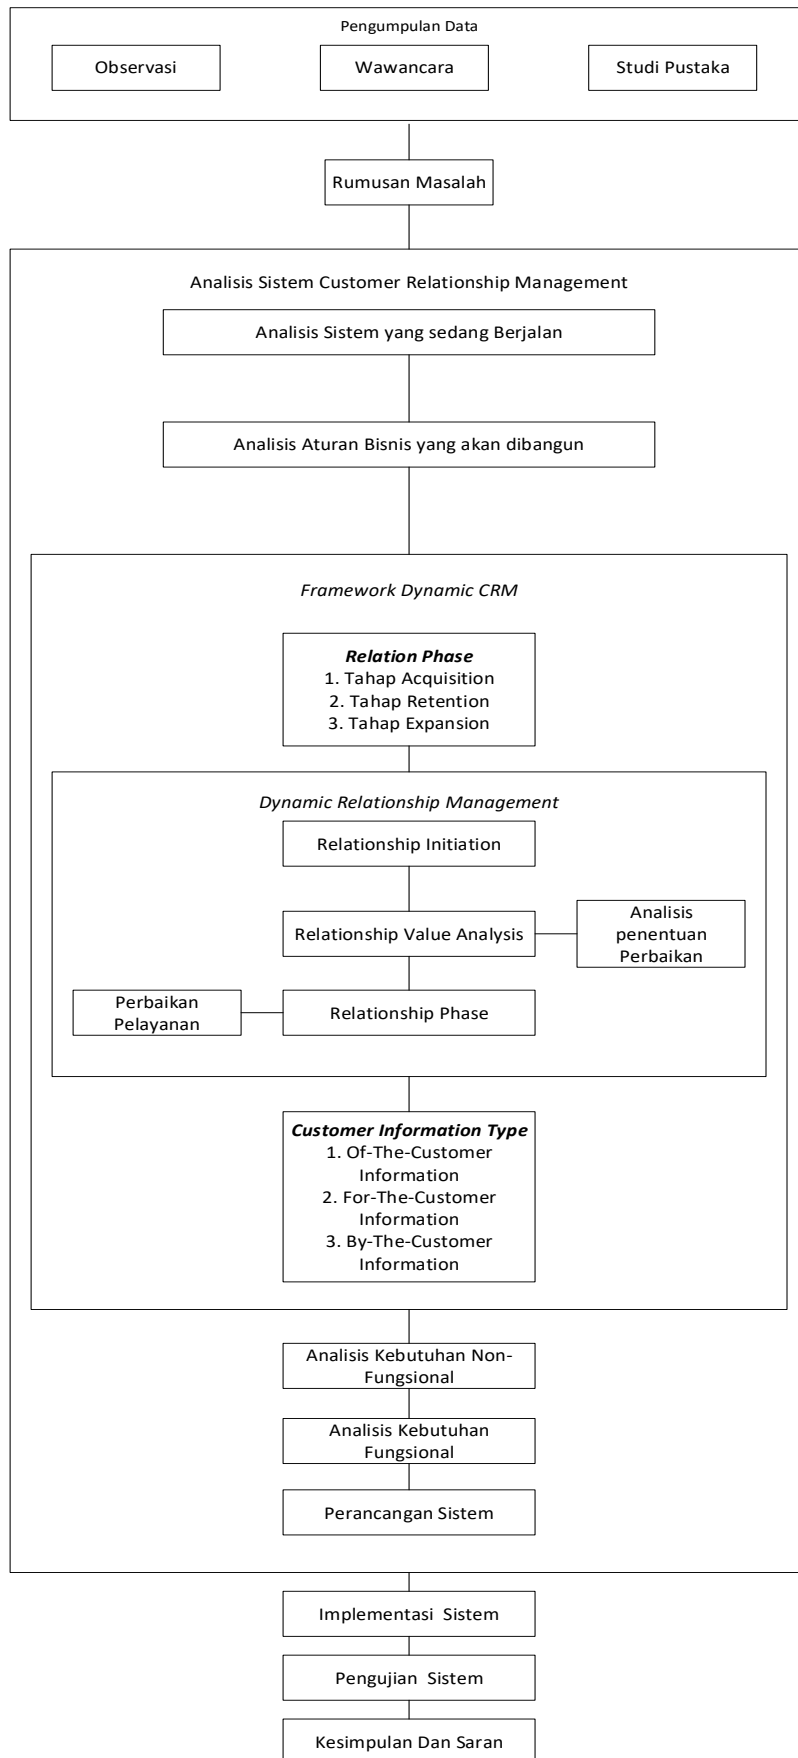 Pengumpulan Data
Observasi
Wawancara
Studi Pustaka
Rumusan Masalah
Analisis Sistem Customer Relationship Management
Analisis Sistem yang sedang Berjalan
Analisis Aturan Bisnis yang akan dibangun
Framework Dynamic CRM
Relation Phase
1. Tahap Acquisition
2. Tahap Retention
3. Tahap Expansion
Dynamic Relationship Management
Relationship Initiation
Relationship Value Analysis
Analisis
penentuan
Perbaikan
Perbaikan
Pelayanan
Relationship Phase
Customer Information Type
1. Of-The-Customer
Information
2. For-The-Customer
Information
3. By-The-Customer
Information
Analisis Kebutuhan Non-
Fungsional
Analisis Kebutuhan
Fungsional
Perancangan Sistem
Implementasi Sistem
Pengujian Sistem
Kesimpulan Dan Saran